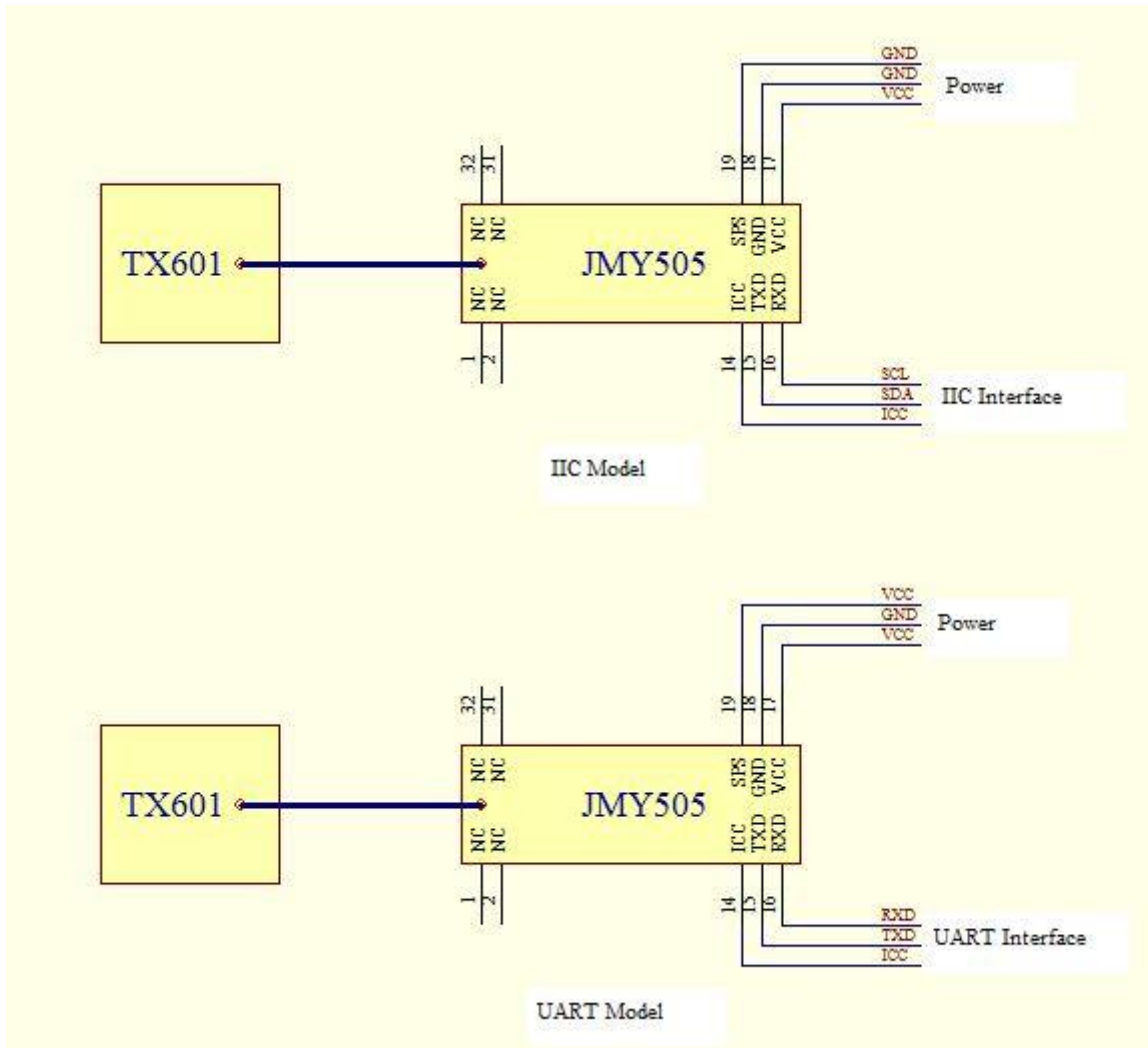 GND
GND
VCC
Power
32
31
19
18
17
NC
NC
SPS
GND
VCC
TX601
JMY505
NC
NC
ICC
TXD
RXD
1
2
14
15
16
SCL
SDA
ICC
IIC Interface
IIC Model
VCC
GND
VCC
Power
32
31
19
18
17
NC
NC
SPS
GND
VCC
TX601
JMY505
NC
NC
ICC
TXD
RXD
1
2
14
15
16
RXD
TXD
ICC
UART Interface
UART Model